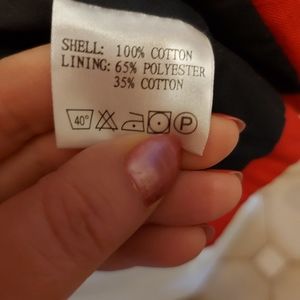 SHELL: 100% COTTON
LINING: 65% POLYESTER
35% COTTON
40° P